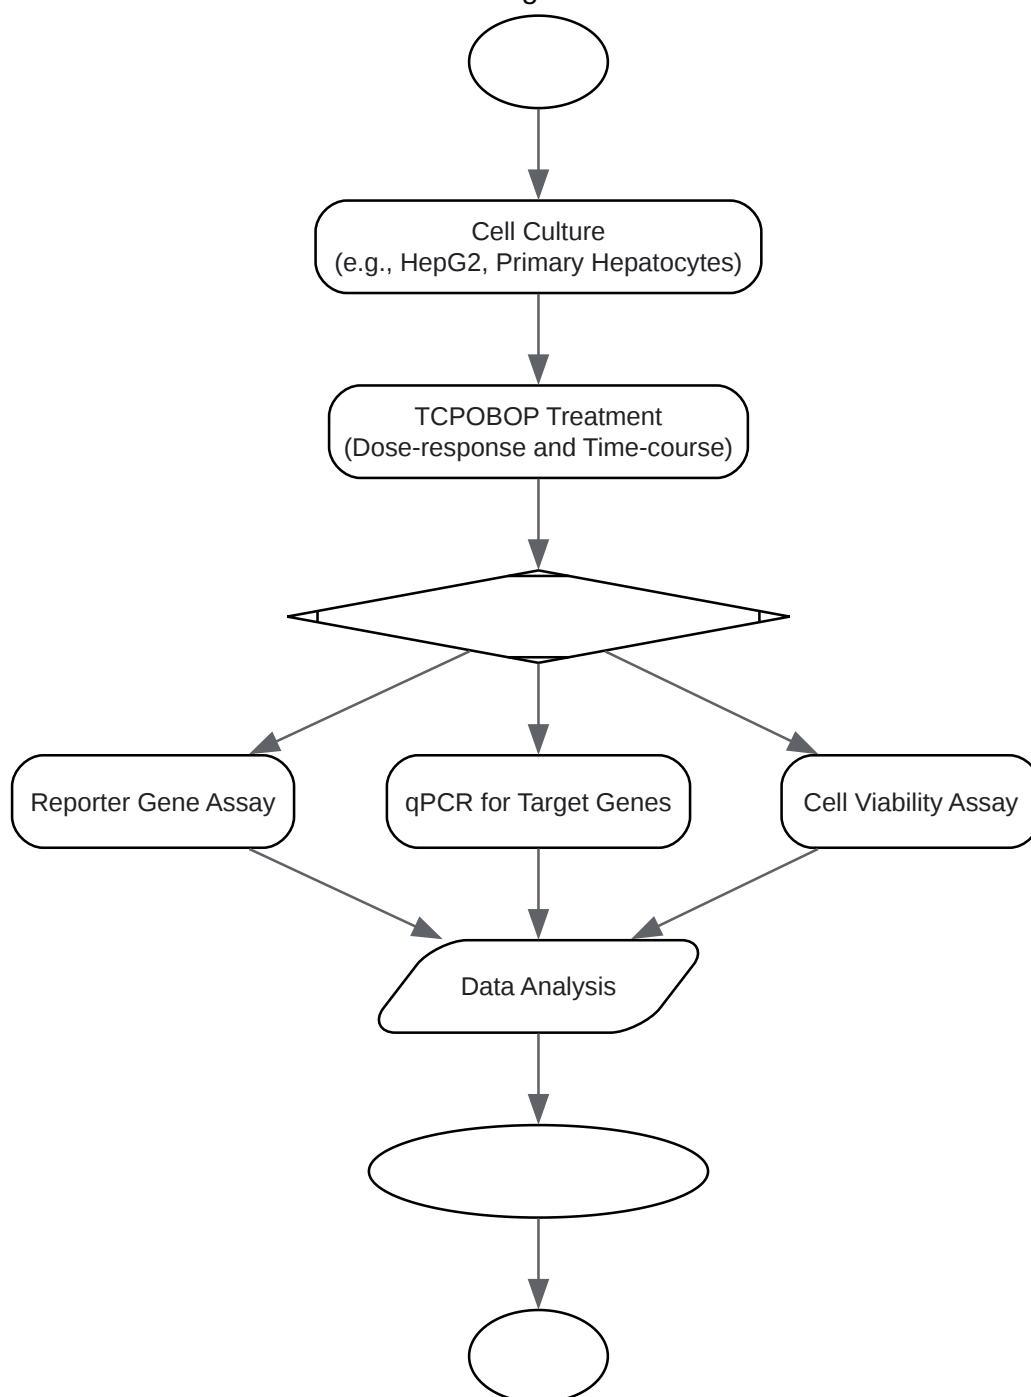 Cell Culture
(e.g., HepG2, Primary Hepatocytes)
TCPOBOP Treatment
(Dose-response and Time-course)
Reporter Gene Assay
qPCR for Target Genes
Cell Viability Assay
Data Analysis